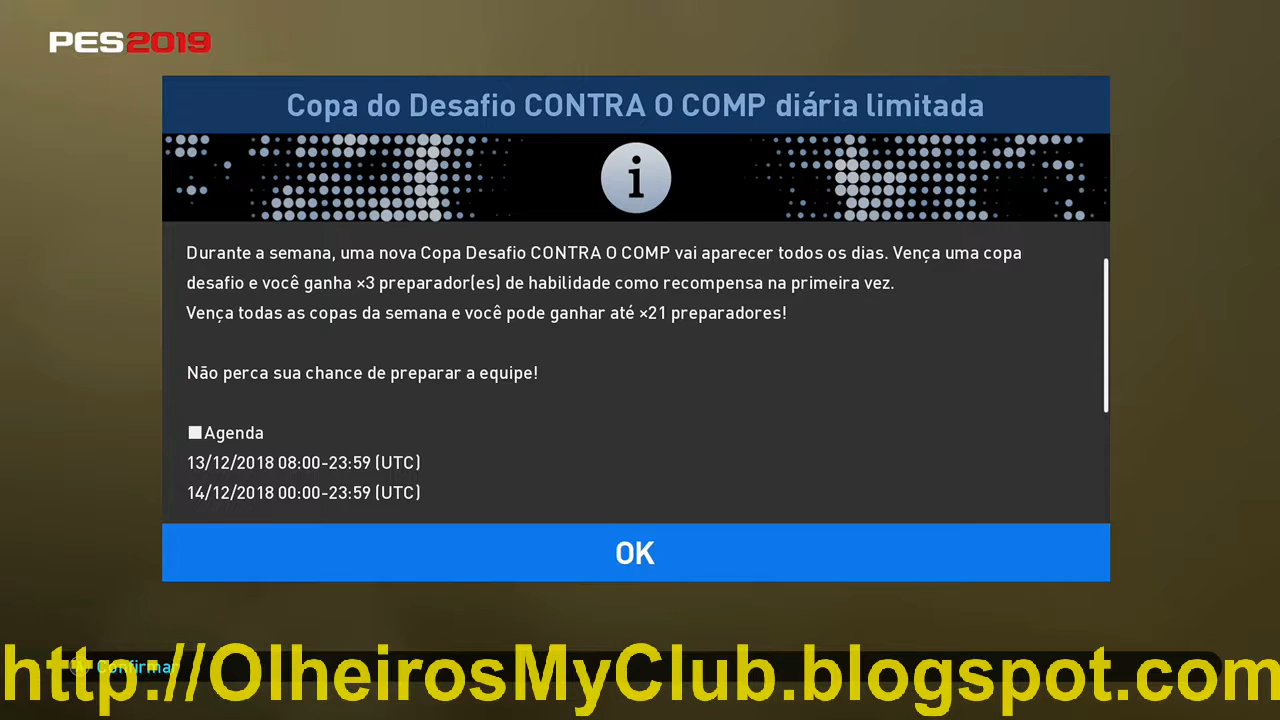 PES2019
Copa do Desafio CONTRA O COMP diária limitada
i
Durante a semana, uma nova Copa Desafio CONTRA O COMP vai aparecer todos os dias. Vença uma copa
desafio e você ganha ×3 preparador(es) de habilidade como recompensa na primeira vez.
Vença todas as copas da semana e você pode ganhar até ×21 preparadores!
Não perca sua chance de preparar a equipe!
■Agenda
13/12/2018 08:00-23:59 (UTC)
14/12/2018 00:00-23:59 (UTC)
OK
Confirmar
http://OlheirosMyClub.blogspot.com